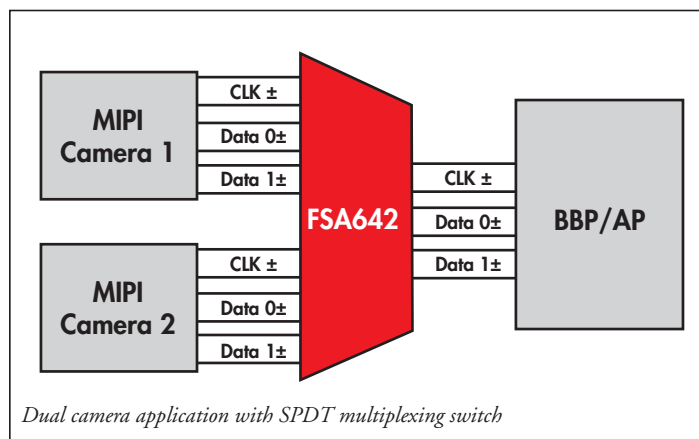 MIPI
Camera 1
CLK ±
Data 0±
Data 1±
MIPI
Camera 2
CLK ±
Data 0±
Data 1±
FSA642
CLK ±
Data 0±
Data 1±
BBP/AP
Dual camera application with SPDT multiplexing switch